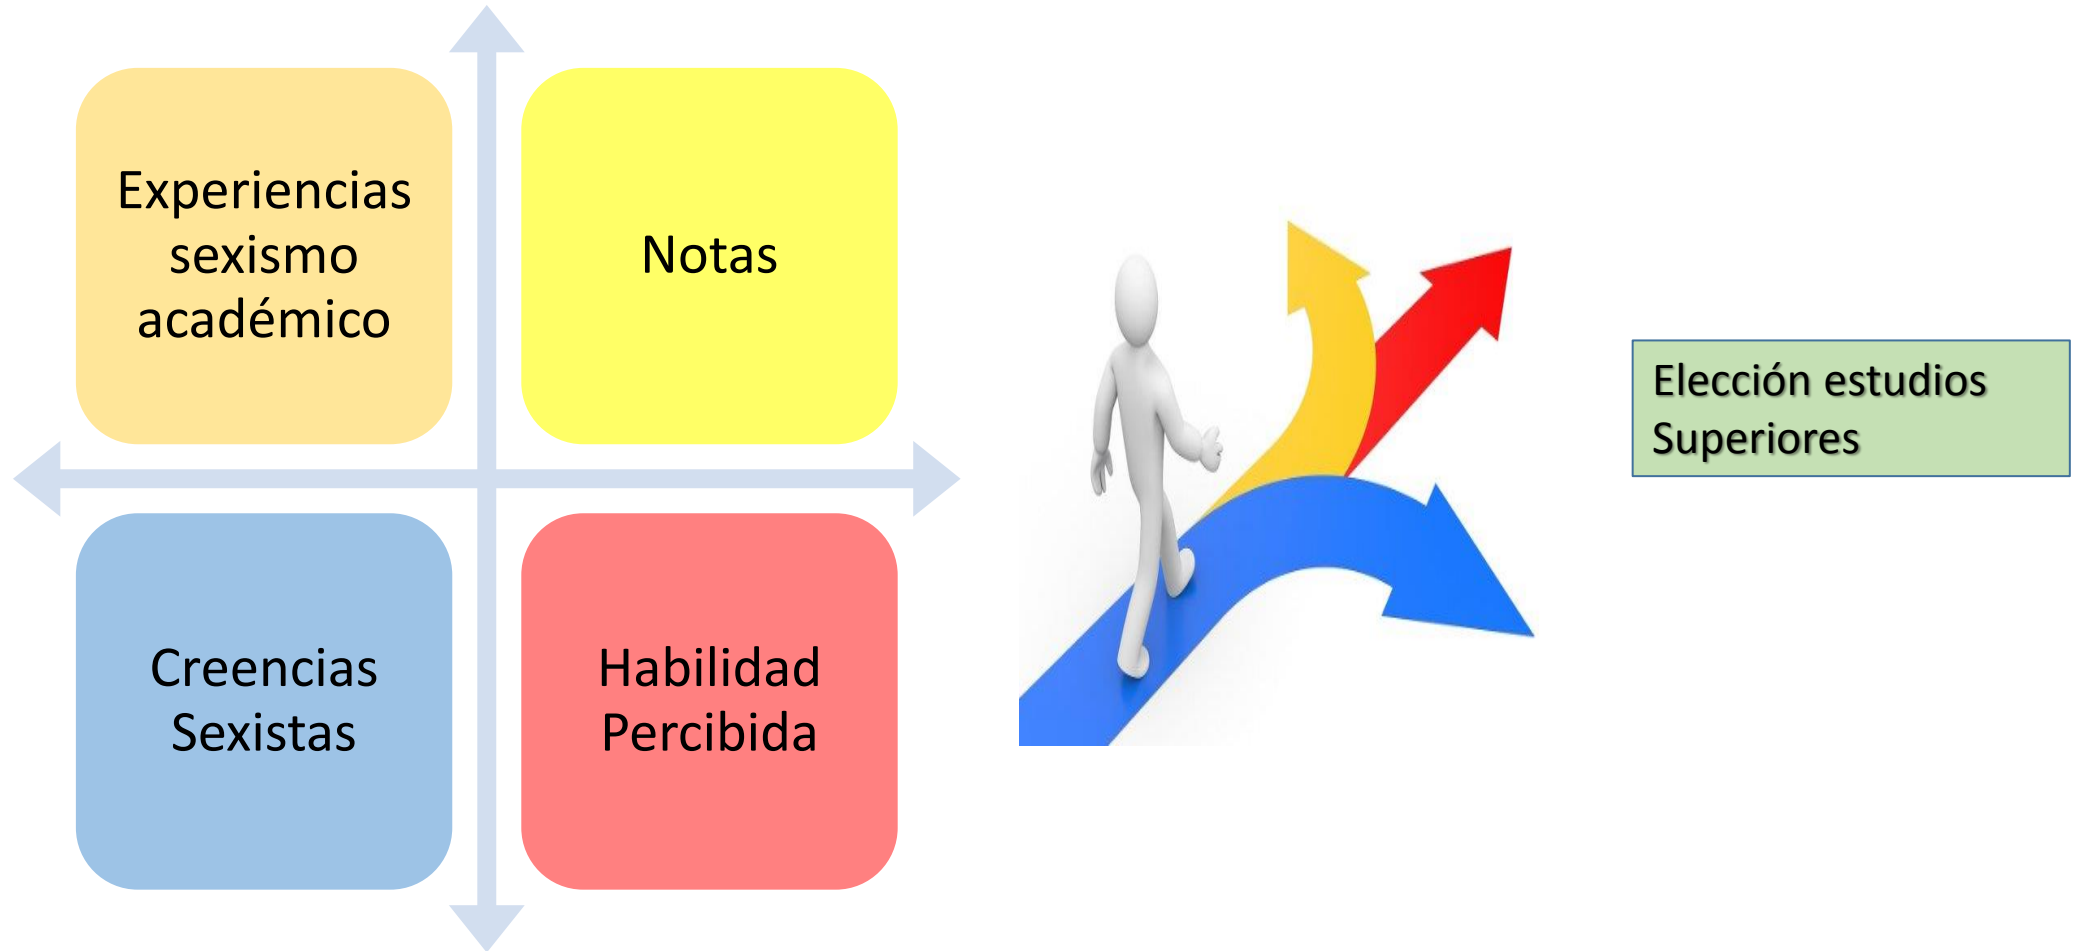 Experiencias
sexismo
académico
Notas
Creencias
Sexistas
Habilidad
Percibida
Elección estudios
Superiores